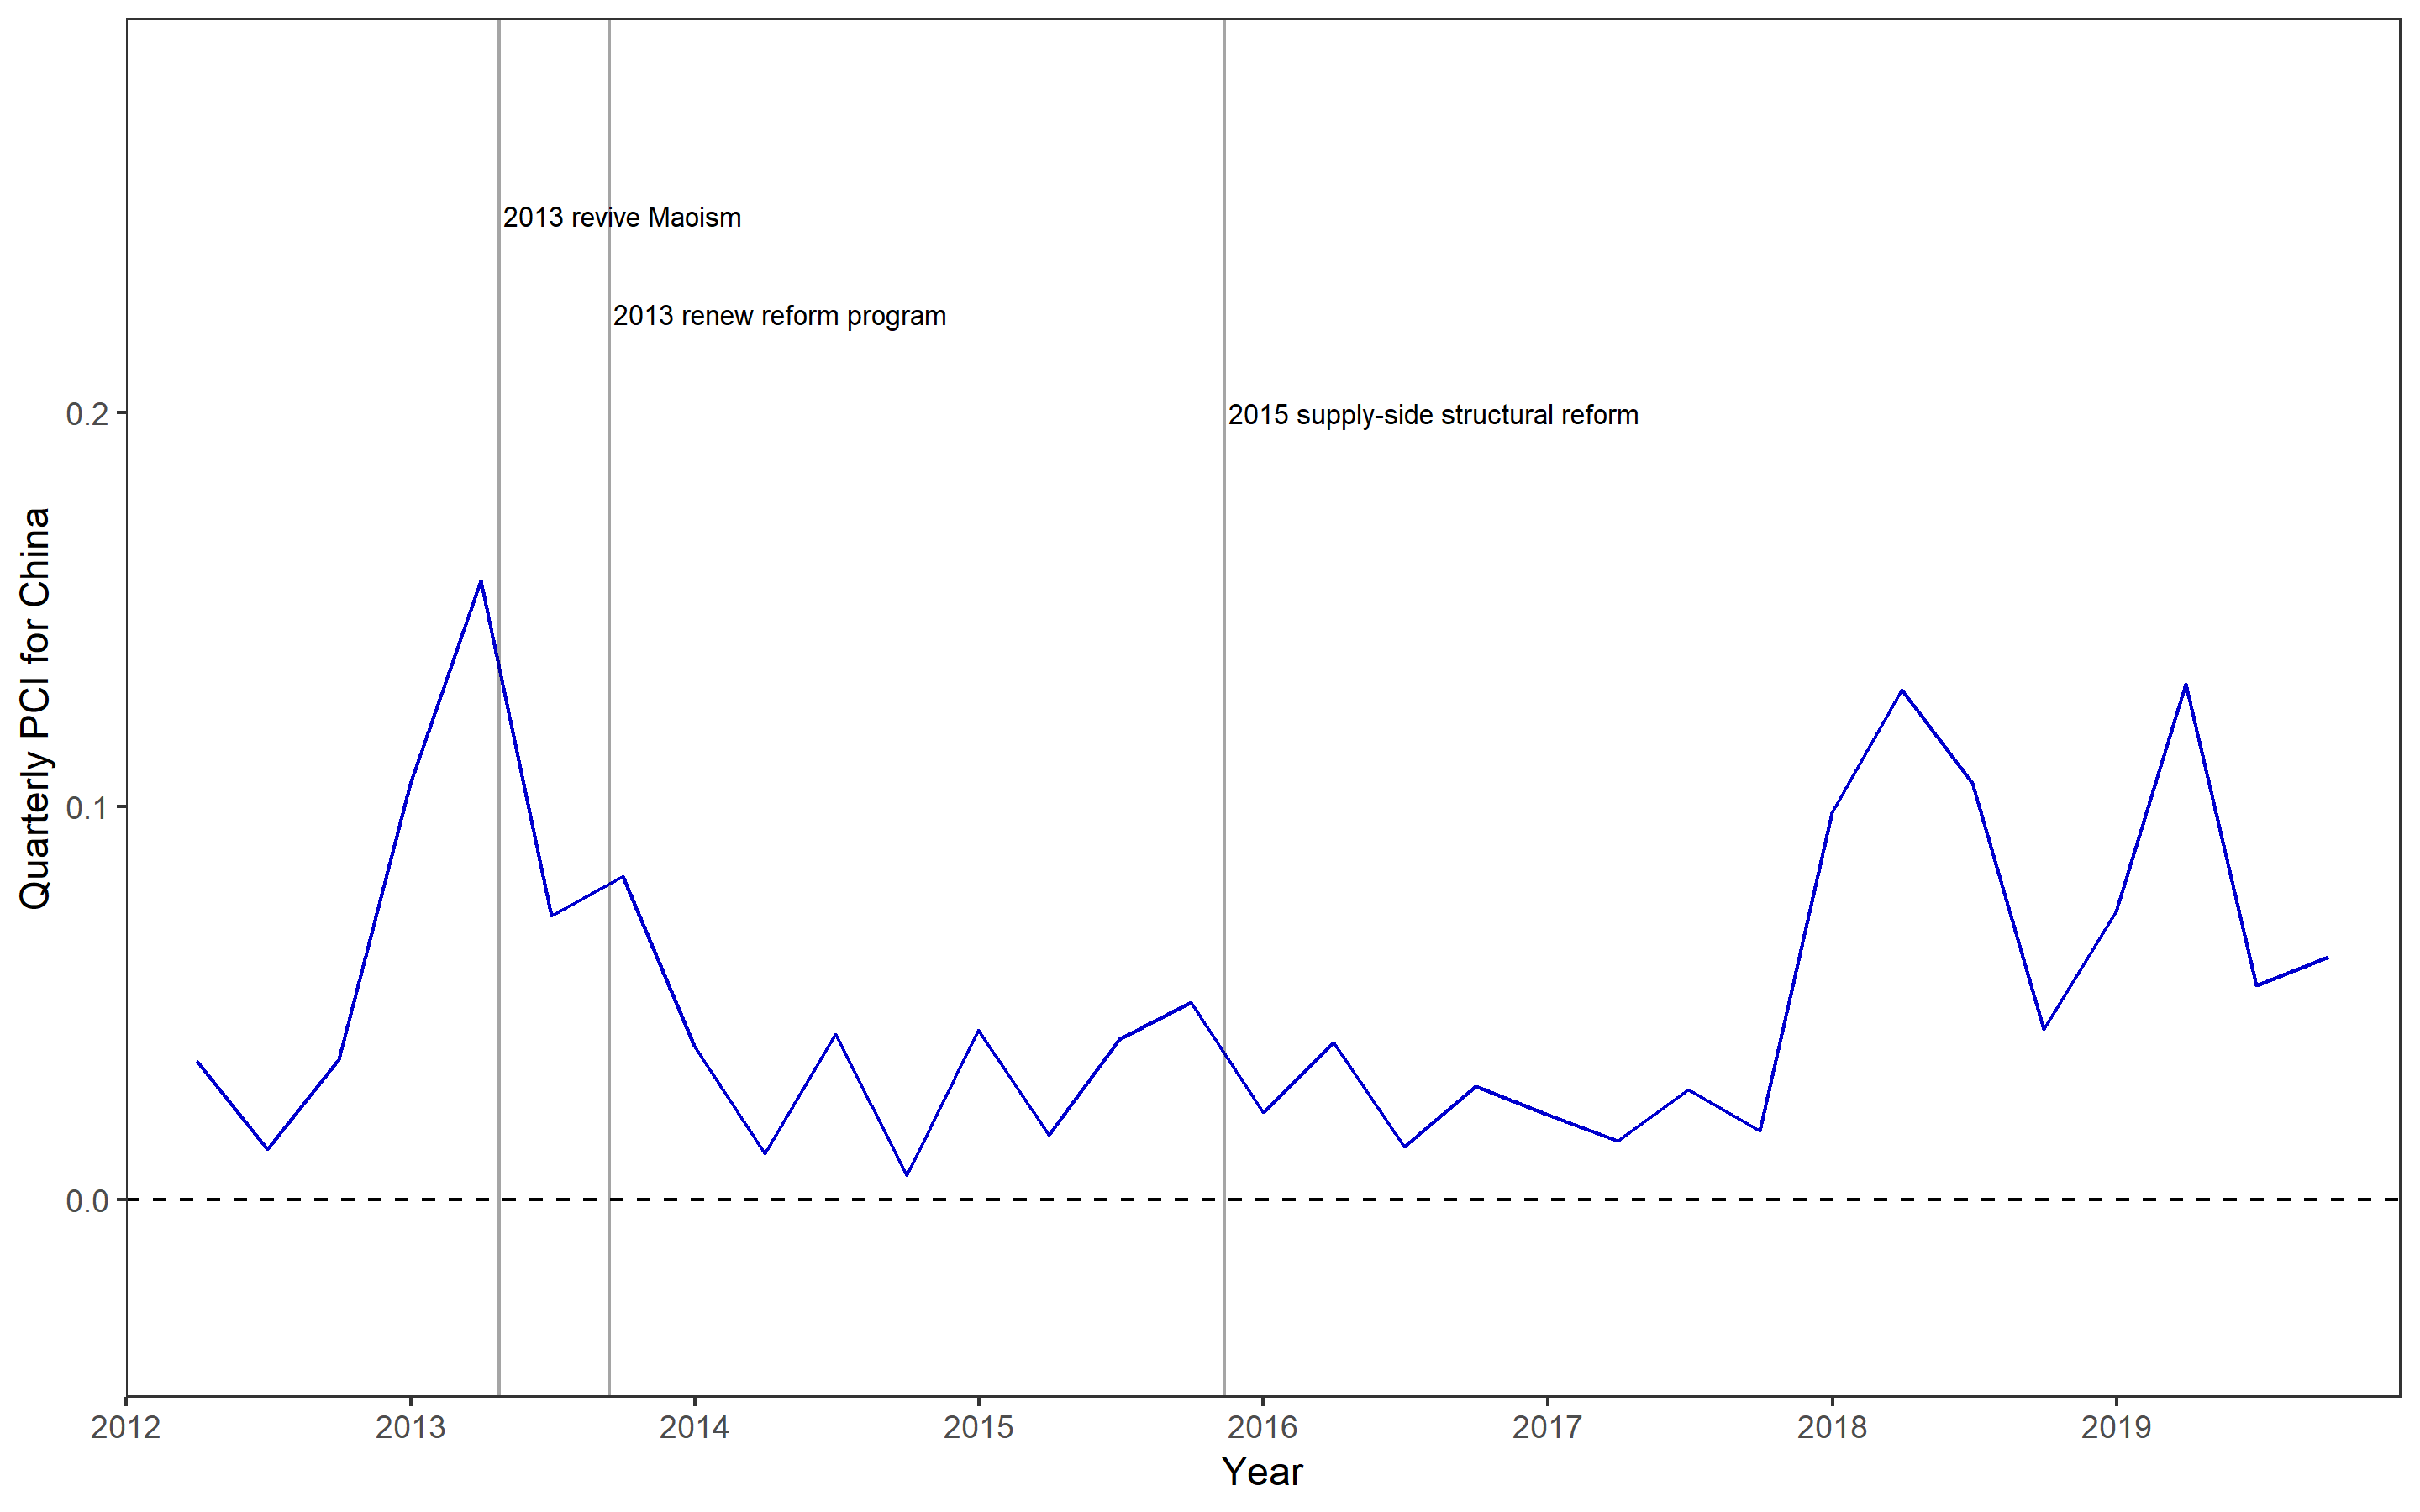 2013 revive Maoism
2013 renew reform program
2015 supply-side structural reform
Quarterly PCI for China
0.2
0.1
0.0
2012 2013 2014 2015 2016 2017 2018 2019
Year